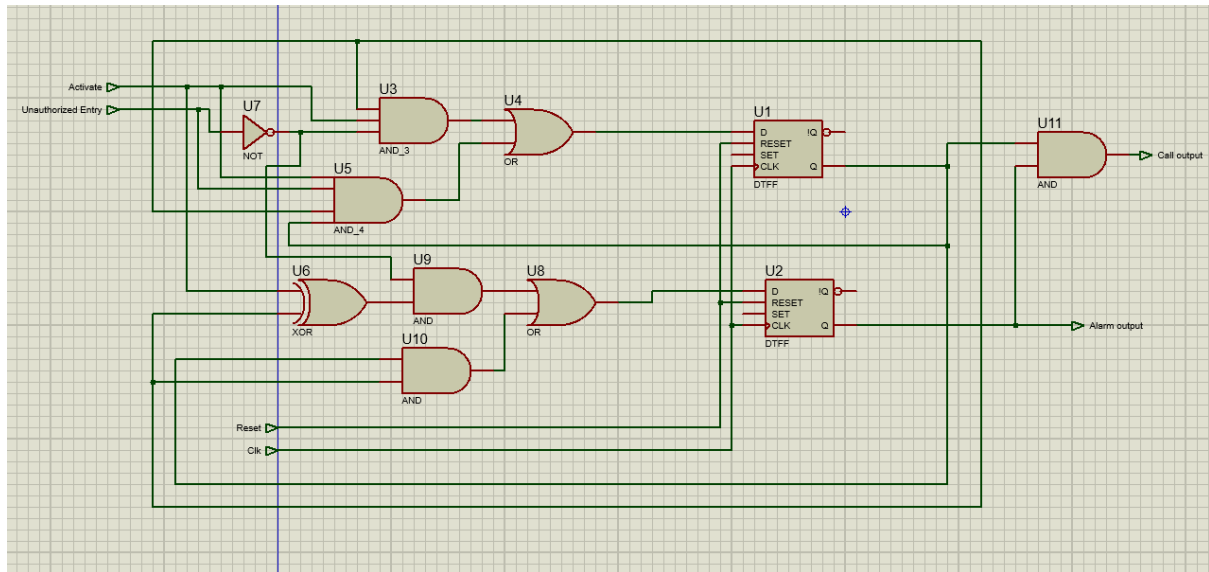 Activate
Unauthorized Entry
U7
NOT
U3
AND_3
U4
OR
U5
AND_4
U1
D
!Q
RESET
SET
CLK
Q
DTFF
U11
AND
Call output
U6
XOR
U9
AND
U8
OR
U10
AND
U2
D
!Q
RESET
SET
CLK
Q
DTFF
Alarm output
Reset
Clk